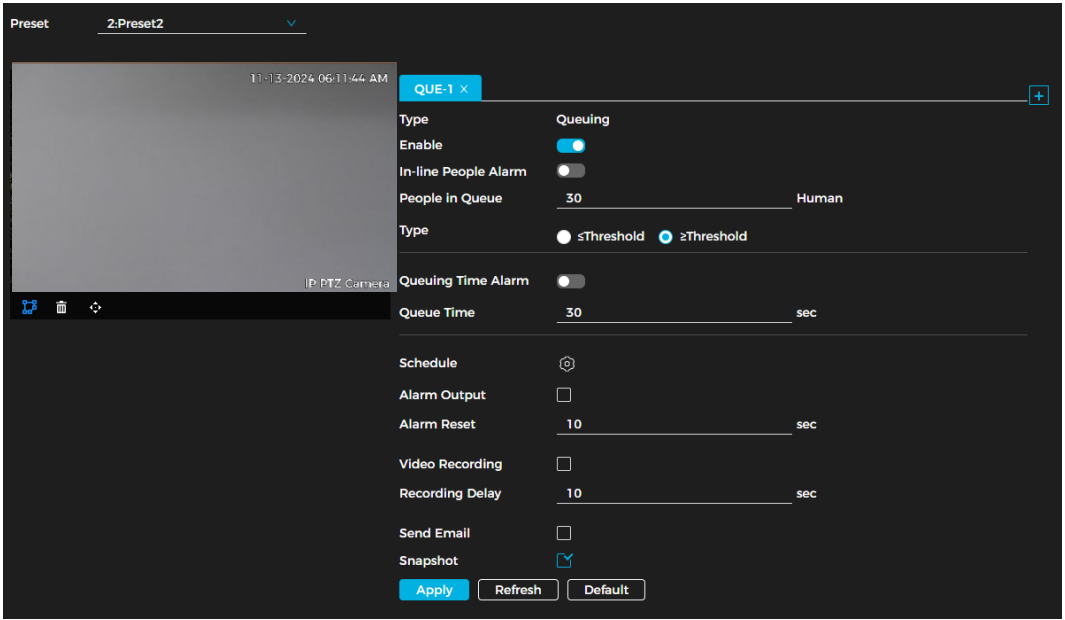 Preset 2:Preset2
11-13-2024 06:11:44 AM
IP PTZ Camera
QUE-1 ×
+
Type Queuing
Enable
In-line People Alarm
People in Queue 30 Human
Type ≤Threshold ≥Threshold
Queuing Time Alarm
Queue Time 30 sec
Schedule
Alarm Output
Alarm Reset 10 sec
Video Recording
Recording Delay 10 sec
Send Email
Snapshot
Apply Refresh Default